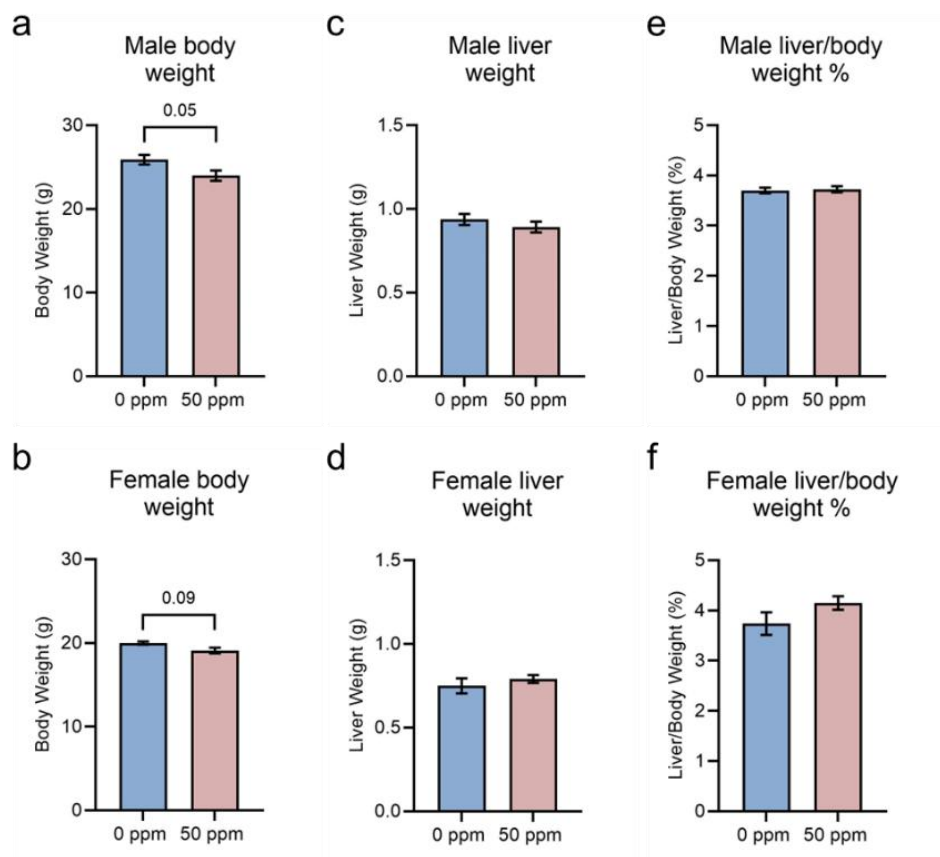 a
Male body
weight
0.05
30
20
10
0
Body Weight (g)
0 ppm 50 ppm
c
Male liver
weight
1.5
1.0
0.5
0.0
Liver Weight (g)
0 ppm 50 ppm
e
Male liver/body
weight %
5
4
3
2
1
0
Liver/Body Weight (%)
0 ppm 50 ppm
b
Female body
weight
0.09
30
20
10
0
Body Weight (g)
0 ppm 50 ppm
d
Female liver
weight
1.5
1.0
0.5
0.0
Liver Weight (g)
0 ppm 50 ppm
f
Female liver/body
weight %
5
4
3
2
1
0
Liver/Body Weight (%)
0 ppm 50 ppm